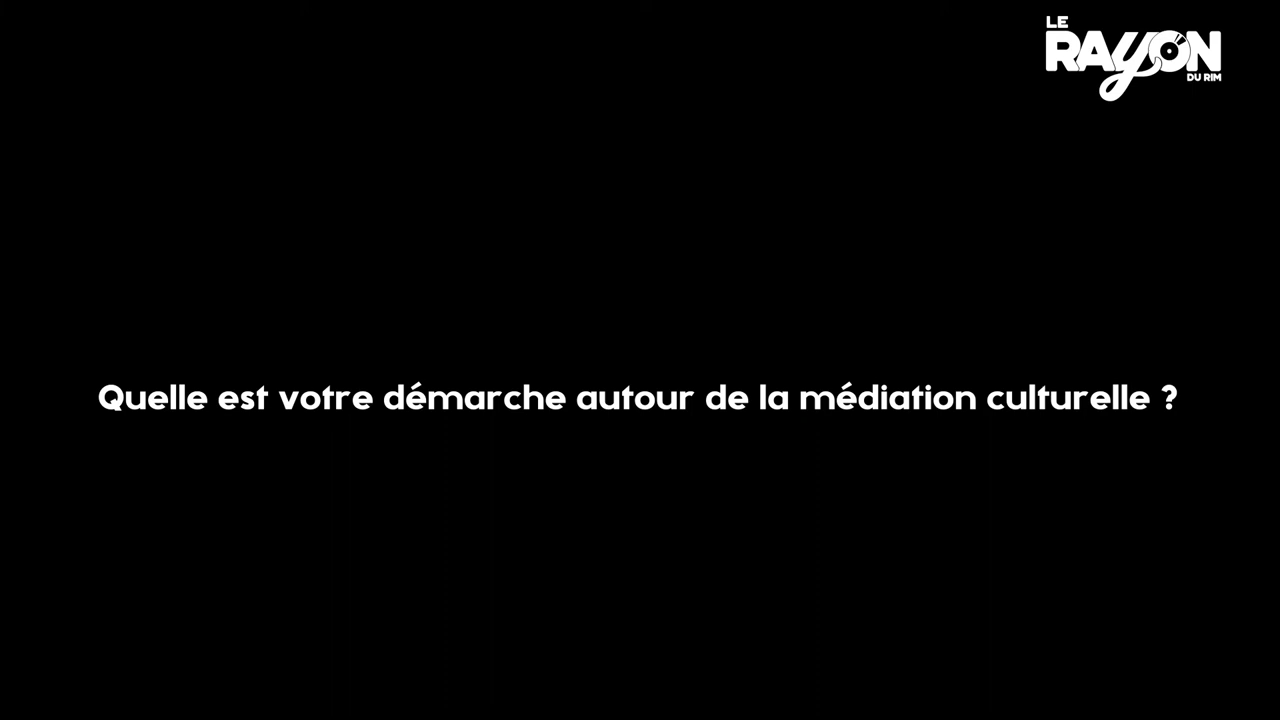 LE
RAYON
DU RIM
Quelle est votre démarche autour de la médiation culturelle ?